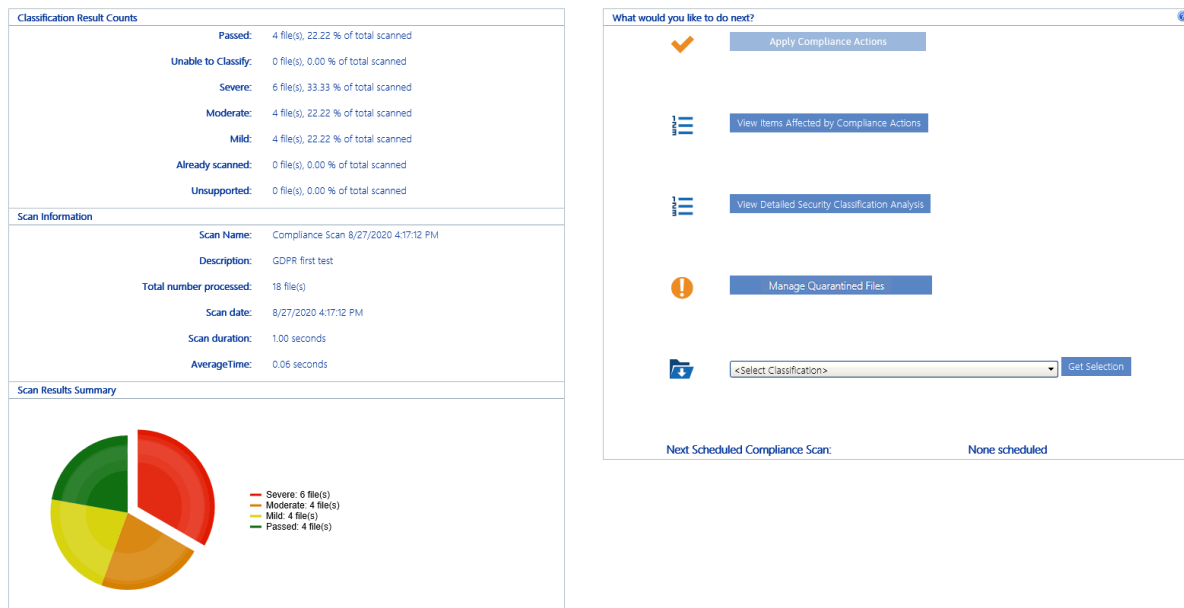 Classification Result Counts
Passed: 4 file(s), 22.22 % of total scanned
Unable to Classify: 0 file(s), 0.00 % of total scanned
Severe: 6 file(s), 33.33 % of total scanned
Moderate: 4 file(s), 22.22 % of total scanned
Mild: 4 file(s), 22.22 % of total scanned
Already scanned: 0 file(s), 0.00 % of total scanned
Unsupported: 0 file(s), 0.00 % of total scanned
Scan Information
Scan Name: Compliance Scan 8/27/2020 4:17:12 PM
Description: GDPR first test
Total number processed: 18 file(s)
Scan date: 8/27/2020 4:17:12 PM
Scan duration: 1.00 seconds
AverageTime: 0.06 seconds
Scan Results Summary
Severe: 6 file(s)
Moderate: 4 file(s)
Mild: 4 file(s)
Passed: 4 file(s)
What would you like to do next?
Apply Compliance Actions
1
2
3
View Items Affected by Compliance Actions
1
2
3
View Detailed Security Classification Analysis
Manage Quarantined Files
<Select Classification> Get Selection
Next Scheduled Compliance Scan: None scheduled